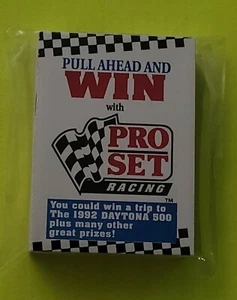 PULL AHEAD AND
WIN
with
PRO
SET
RACING
TM
You could win a trip to
The 1992 DAYTONA 500
plus many other
great prizes!